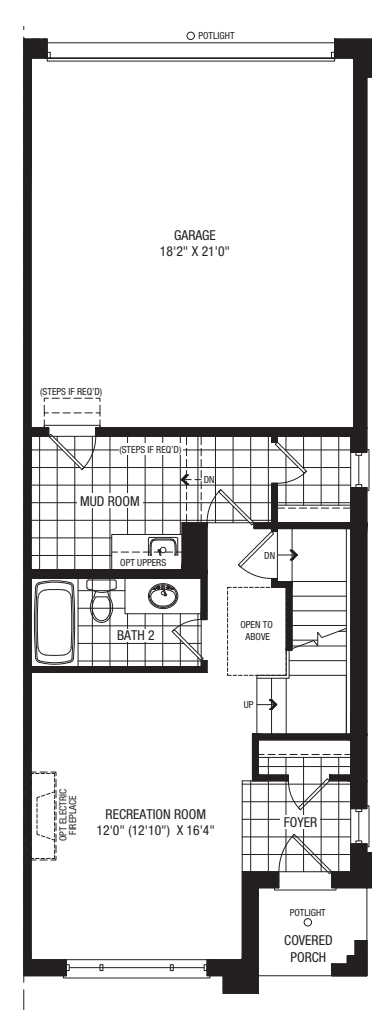 POTLIGHT
GARAGE
18'2" X 21'0"
(STEPS IF REQ'D)
(STEPS IF REQ'D)
DN
MUD ROOM
OPT UPPERS
DN
OPEN TO
ABOVE
BATH 2
UP
OPT ELECTRIC
FIREPLACE
RECREATION ROOM
12'0" (12'10") X 16'4"
FOYER
POTLIGHT
COVERED
PORCH